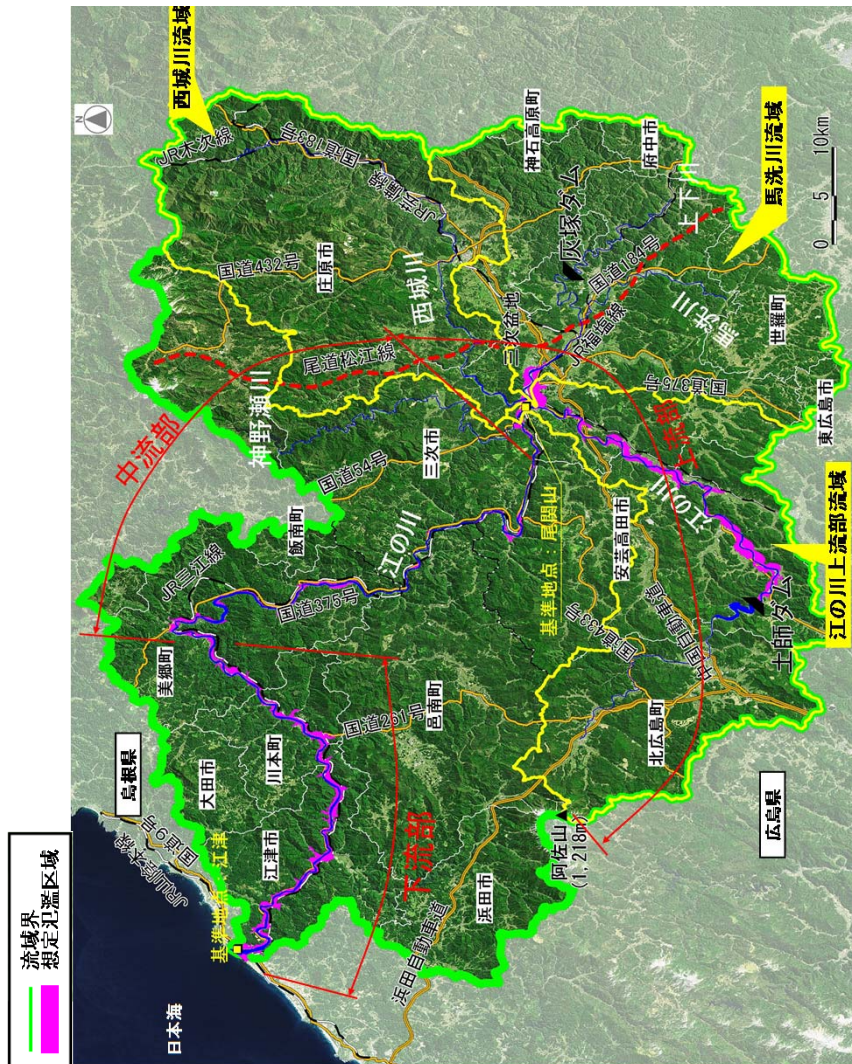 流域界
想定氾濫区域
日本海
島根県
広島県
JR山陰本線
国道9号
基準地点：江津
江津市
大田市
川本町
美郷町
邑南町
浜田市
浜田自動車道
下流部
国道261号
阿佐山
(1,218m)
北広島町
国道433号
中国自動車道
安芸高田市
土師ダム
江の川上流部流域
江の川
上流部
基準地点：尾関山
江の川
国道375号
JR三江線
飯南町
中流部
国道54号
三次市
神野瀬川
尾道松江線
三次盆地
西城川
庄原市
国道432号
JR木次線
国道183号
JR芸備線
西城川流域
N
神石高原町
府中市
灰塚ダム
上下川
国道184号
JR福塩線
馬洗川
馬洗川流域
世羅町
国道375号
東広島市
0 5 10km